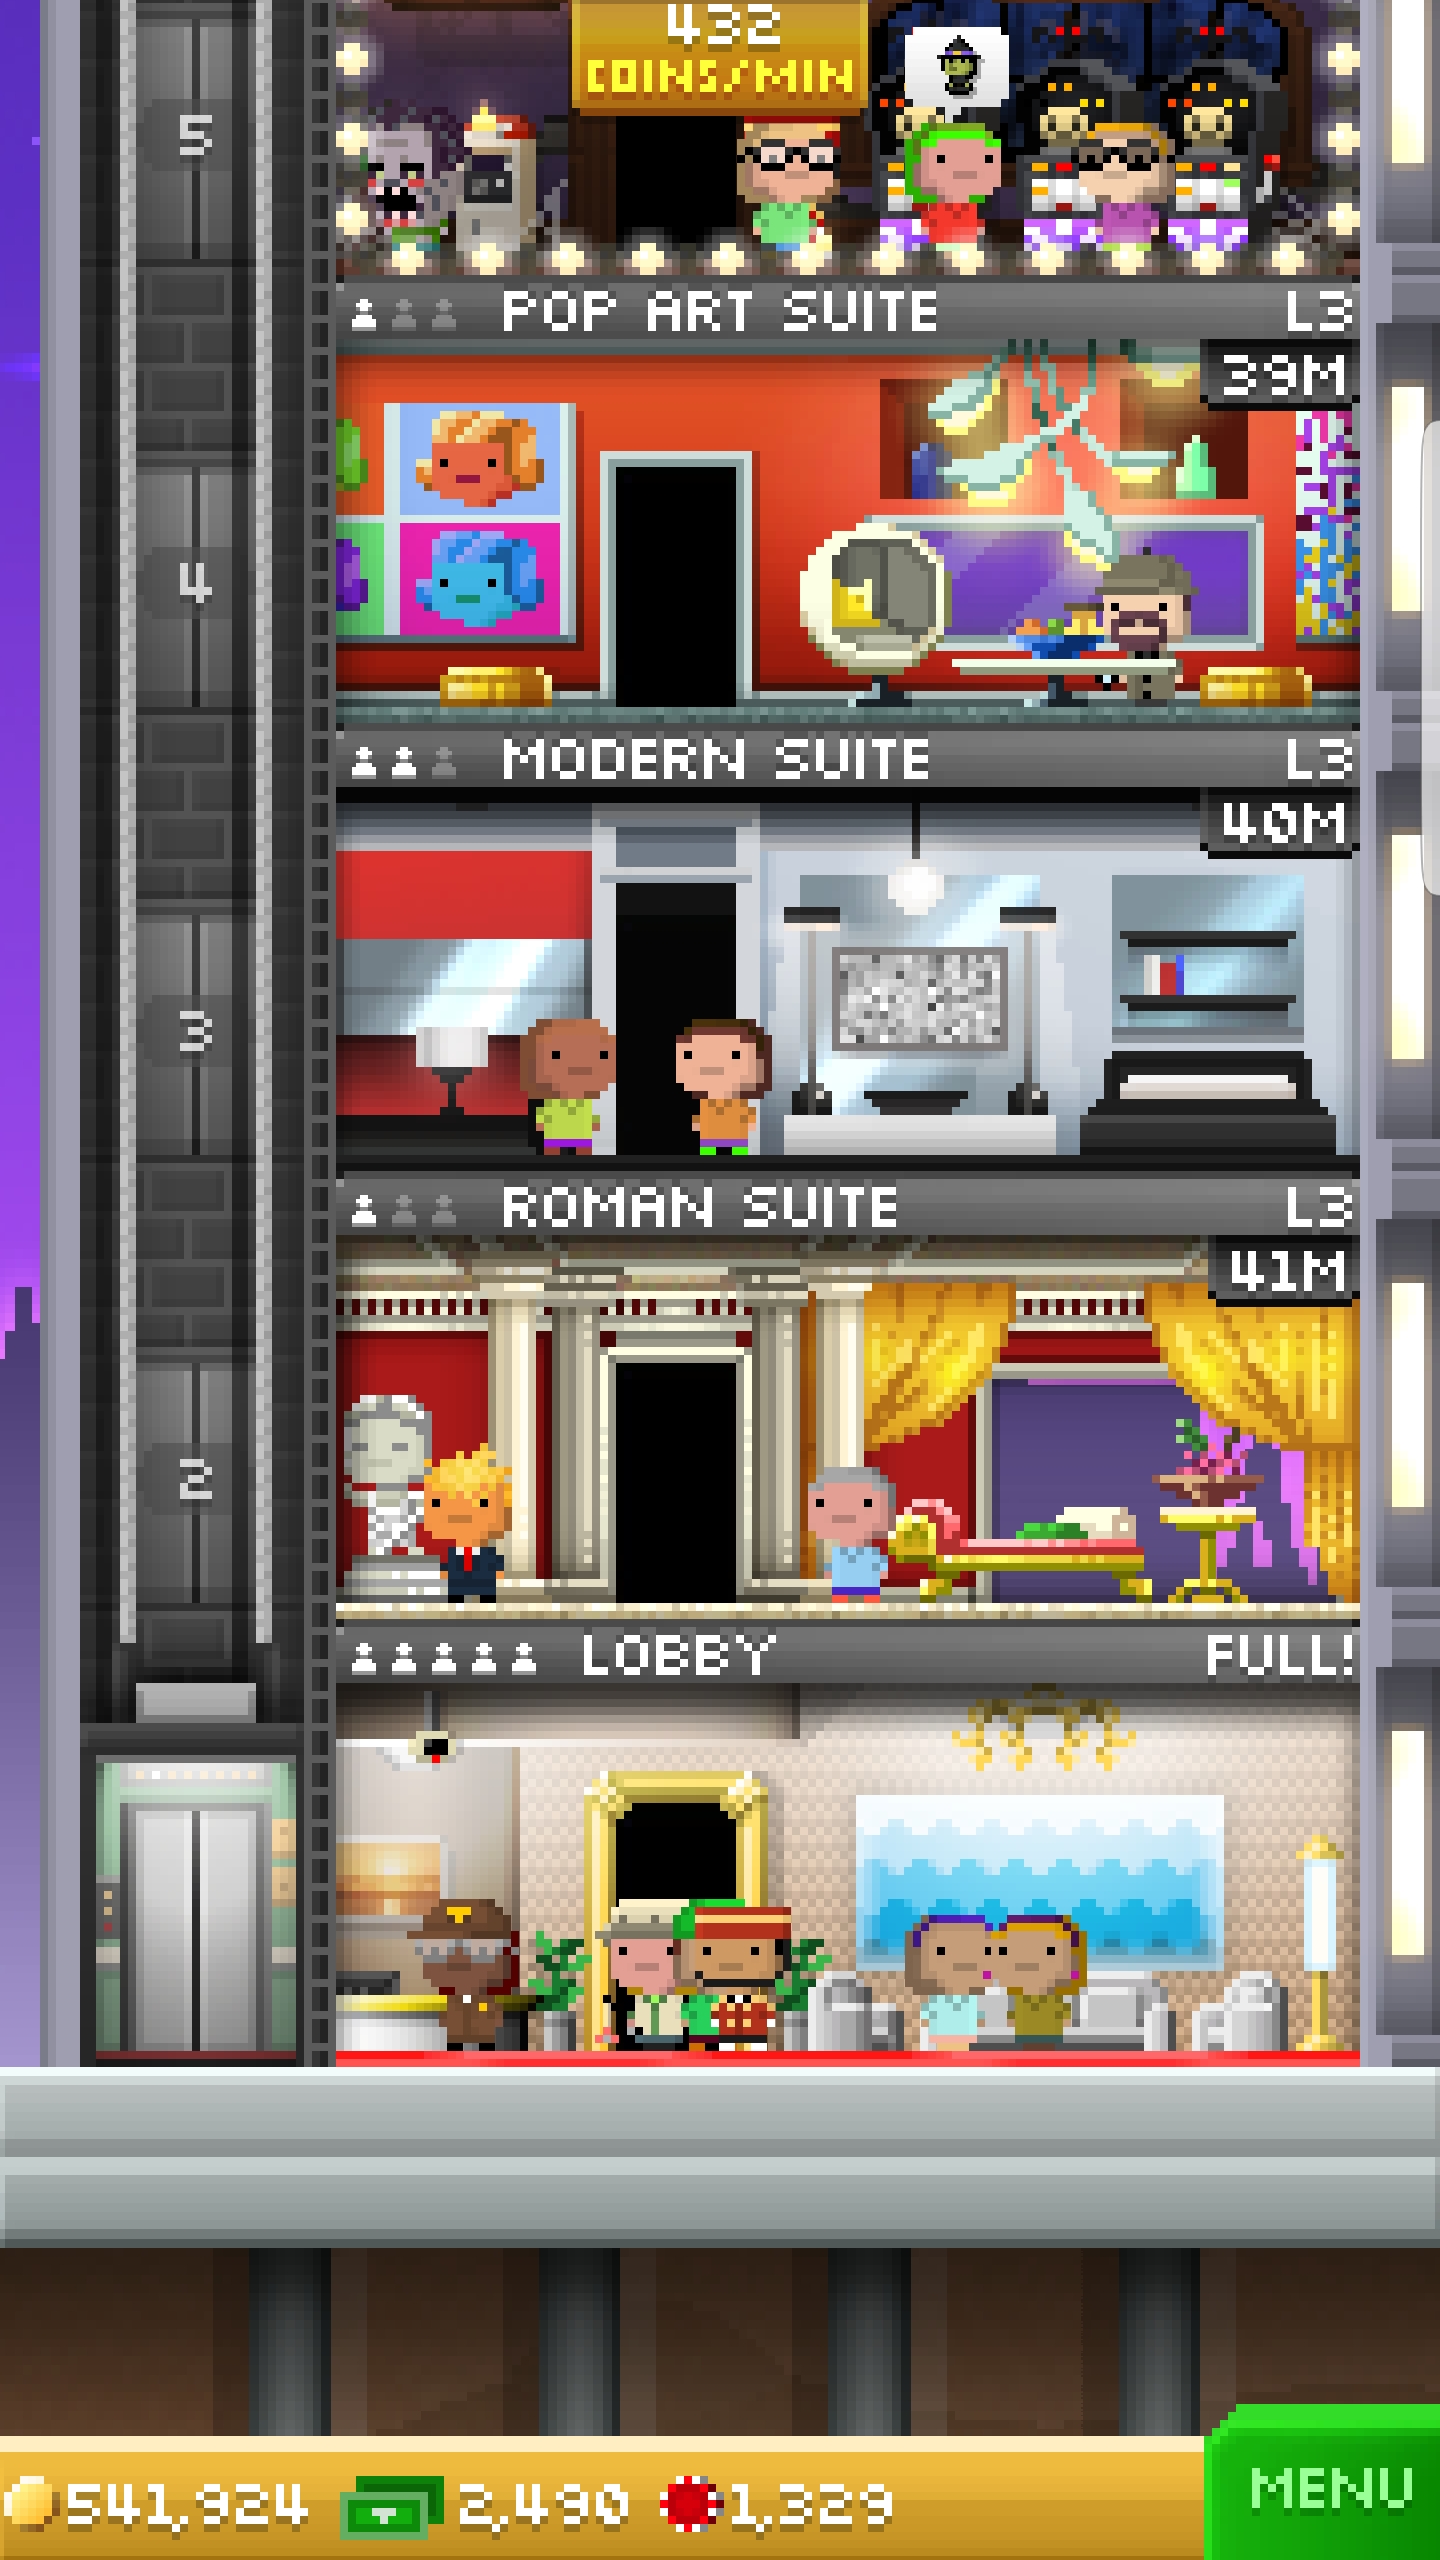 432
COINS/MIN
5
POP ART SUITE L3
39M
4
MODERN SUITE L3
40M
3
ROMAN SUITE L3
41M
2
LOBBY FULL!
541,924 2,490 1,329
MENU